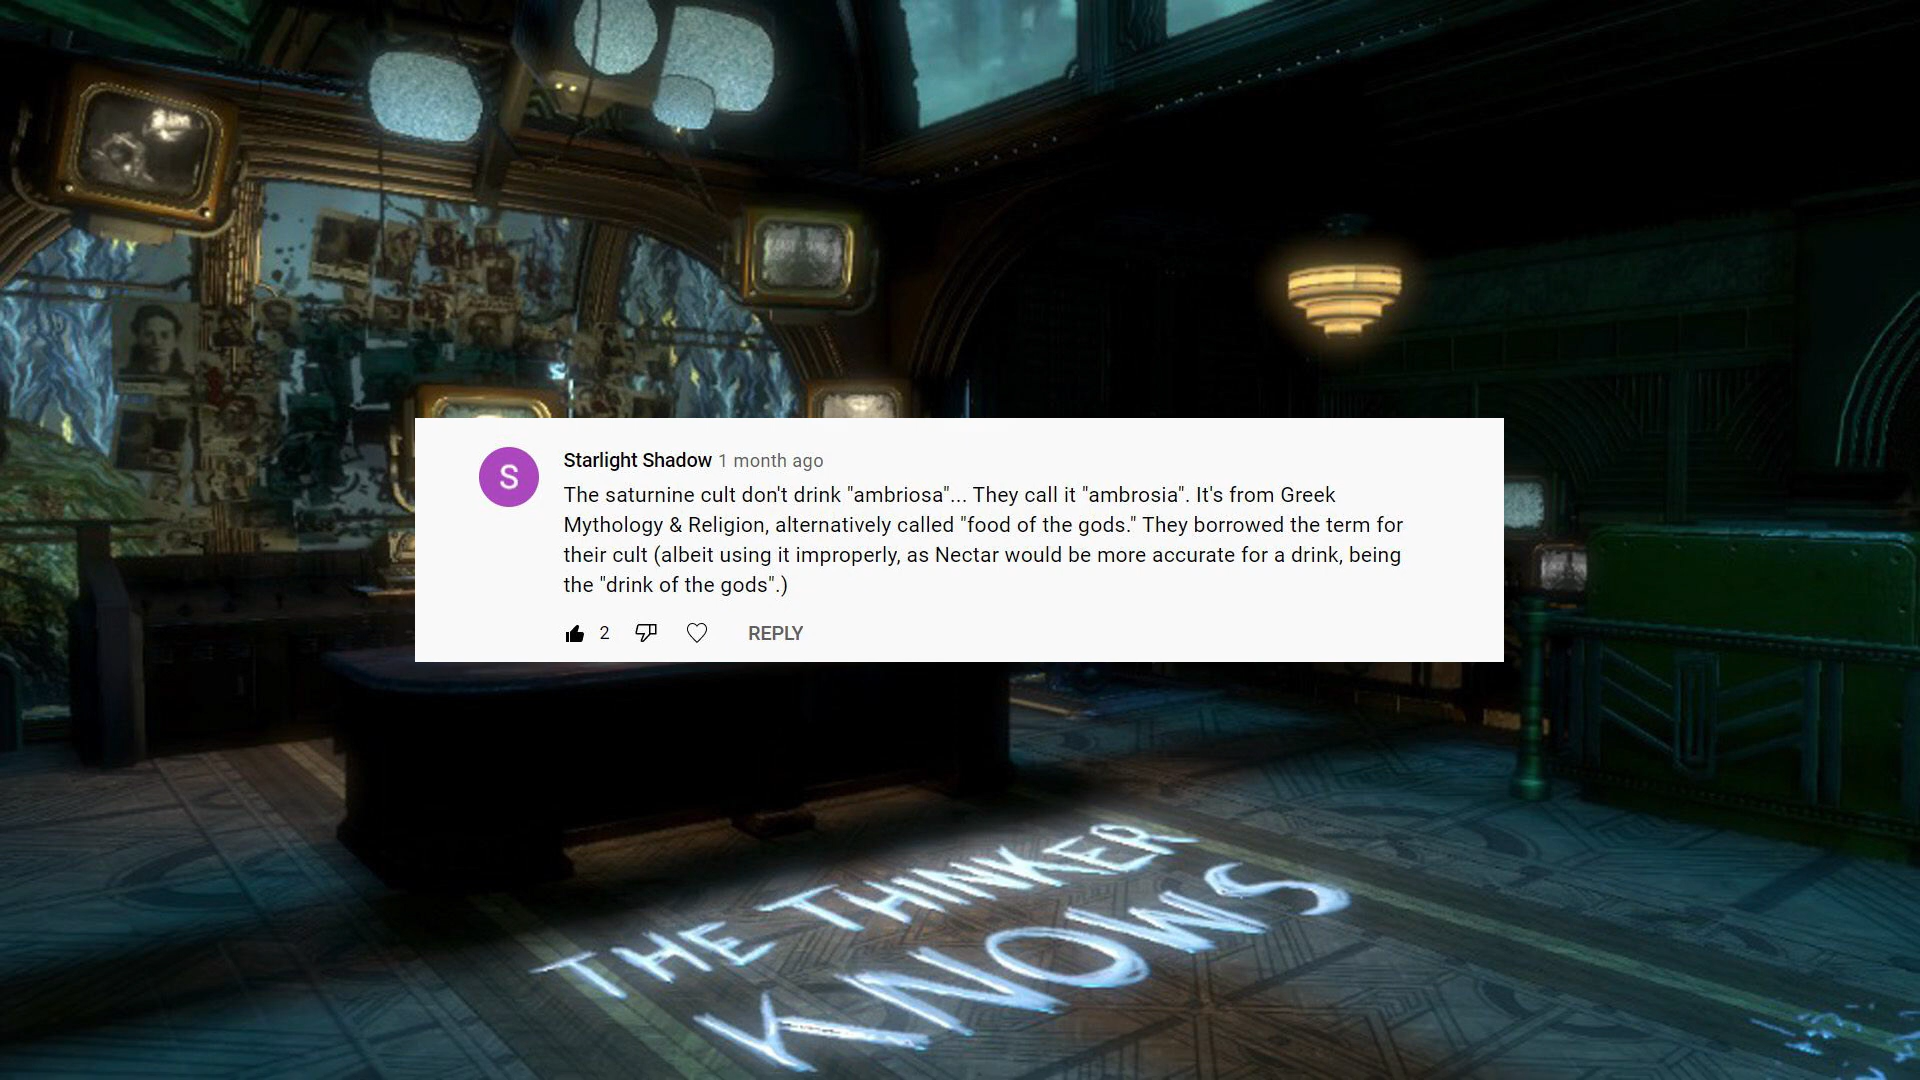 S
Starlight Shadow 1 month ago
The saturnine cult don't drink "ambriosa"... They call it "ambrosia". It's from Greek
Mythology & Religion, alternatively called "food of the gods." They borrowed the term for
their cult (albeit using it improperly, as Nectar would be more accurate for a drink, being
the "drink of the gods".)
2 REPLY
THE THINKER
KNOWS